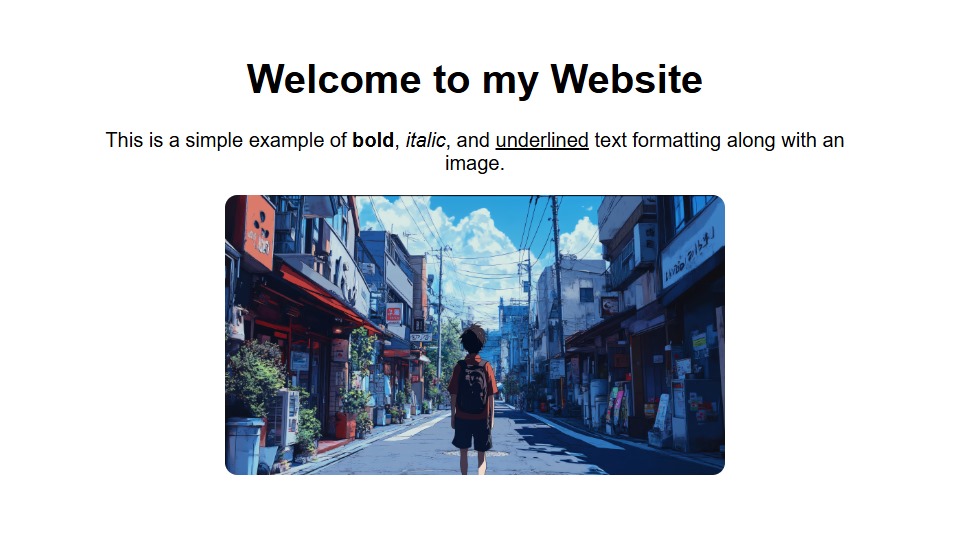 Welcome to my Website
This is a simple example of bold, italic, and underlined text formatting along with an
image.